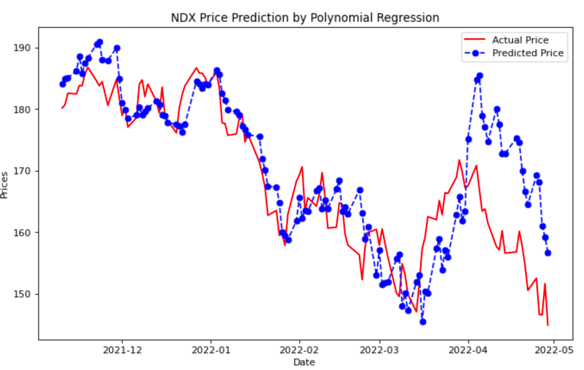 NDX Price Prediction by Polynomial Regression
Actual Price
Predicted Price
Prices
190
180
170
160
150
2021-12
2022-01
2022-02
2022-03
2022-04
2022-05
Date